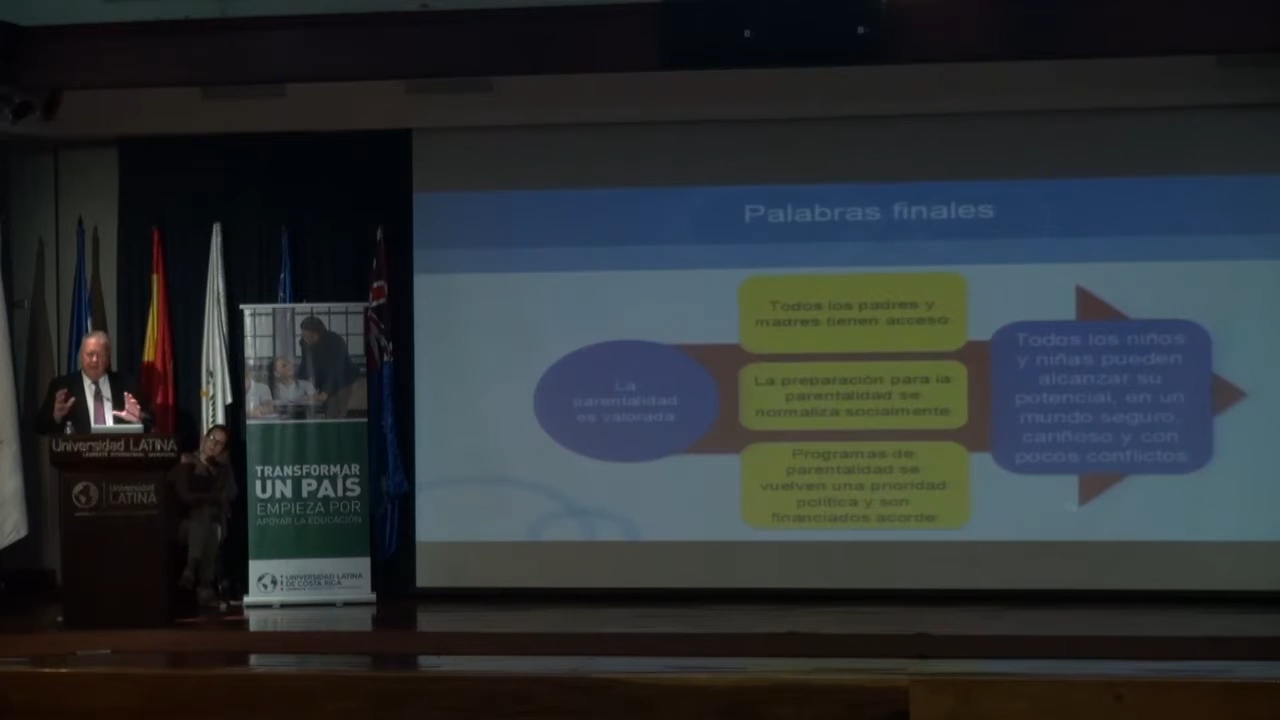 Palabras finales
La
parentalidad
es valorada
Todos los padres y
madres tienen acceso
La preparación para la
parentalidad se
normaliza socialmente
Programas de
parentalidad se
vuelven una prioridad
política y son
financiados acorde
Todos los niños
y niñas pueden
alcanzar su
potencial, en un
mundo seguro,
cariñoso y con
pocos conflictos
Universidad LATINA
Universidad
LATINA
TRANSFORMAR
UN PAÍS
EMPIEZA POR
APOYAR LA EDUCACIÓN
UNIVERSIDAD LATINA
DE COSTA RICA